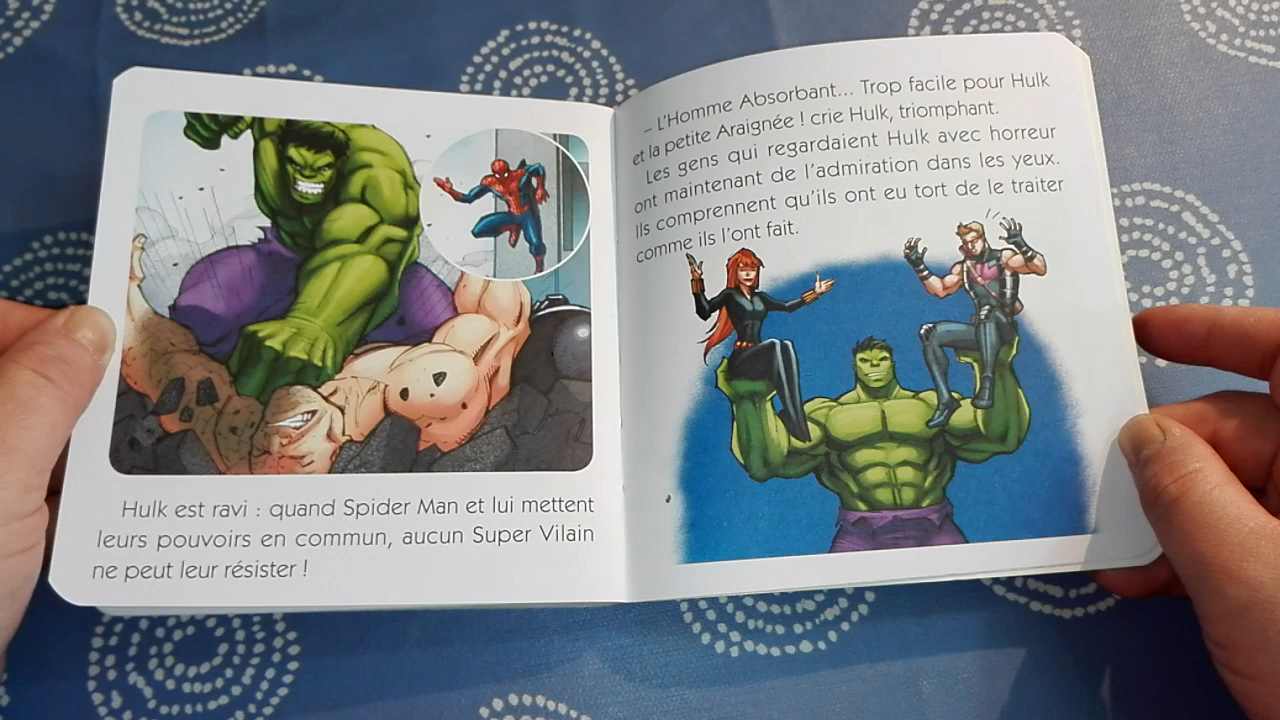 Hulk est ravi : quand Spider Man et lui mettent
leurs pouvoirs en commun, aucun Super Vilain
ne peut leur résister !
– L'Homme Absorbant... Trop facile pour Hulk
et la petite Araignée ! crie Hulk, triomphant.
Les gens qui regardaient Hulk avec horreur
ont maintenant de l'admiration dans les yeux.
Ils comprennent qu'ils ont eu tort de le traiter
comme ils l'ont fait.